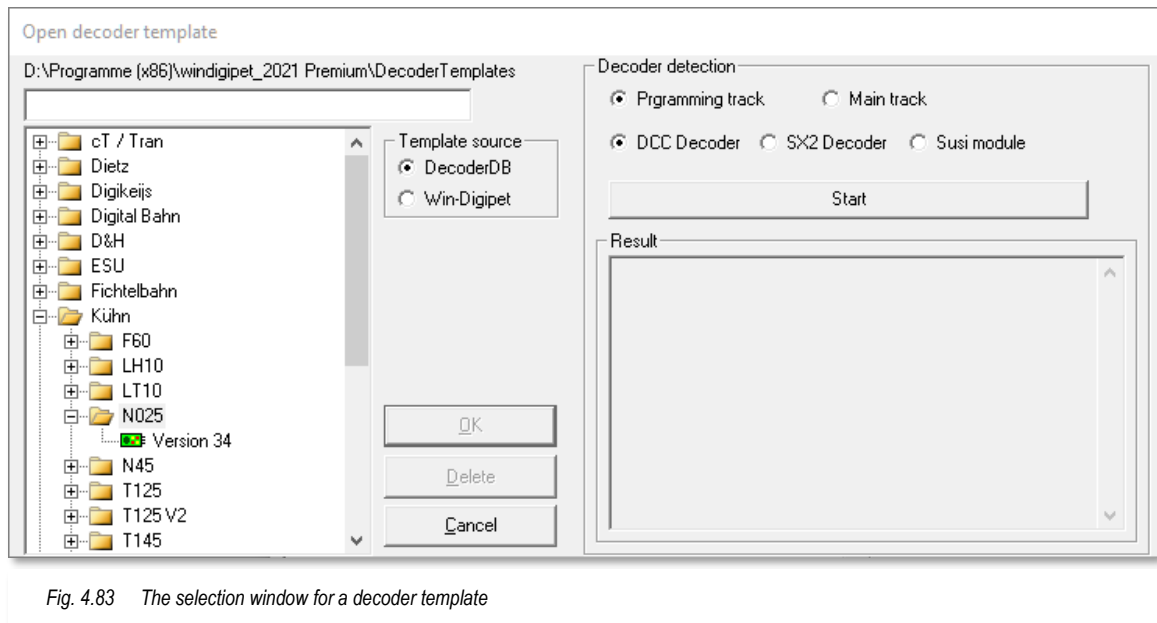 Open decoder template
D:\Programme (x86)\windigipet_2021 Premium\DecoderTemplates
cT / Tran
Dietz
Digikeijs
Digital Bahn
D&H
ESU
Fichtelbahn
Kühn
F60
LH10
LT10
N025
Version 34
N45
T125
T125 V2
T145
Template source
DecoderDB
Win-Digipet
OK
Delete
Cancel
Decoder detection
Prgramming track
Main track
DCC Decoder
SX2 Decoder
Susi module
Start
Result
Fig. 4.83 The selection window for a decoder template